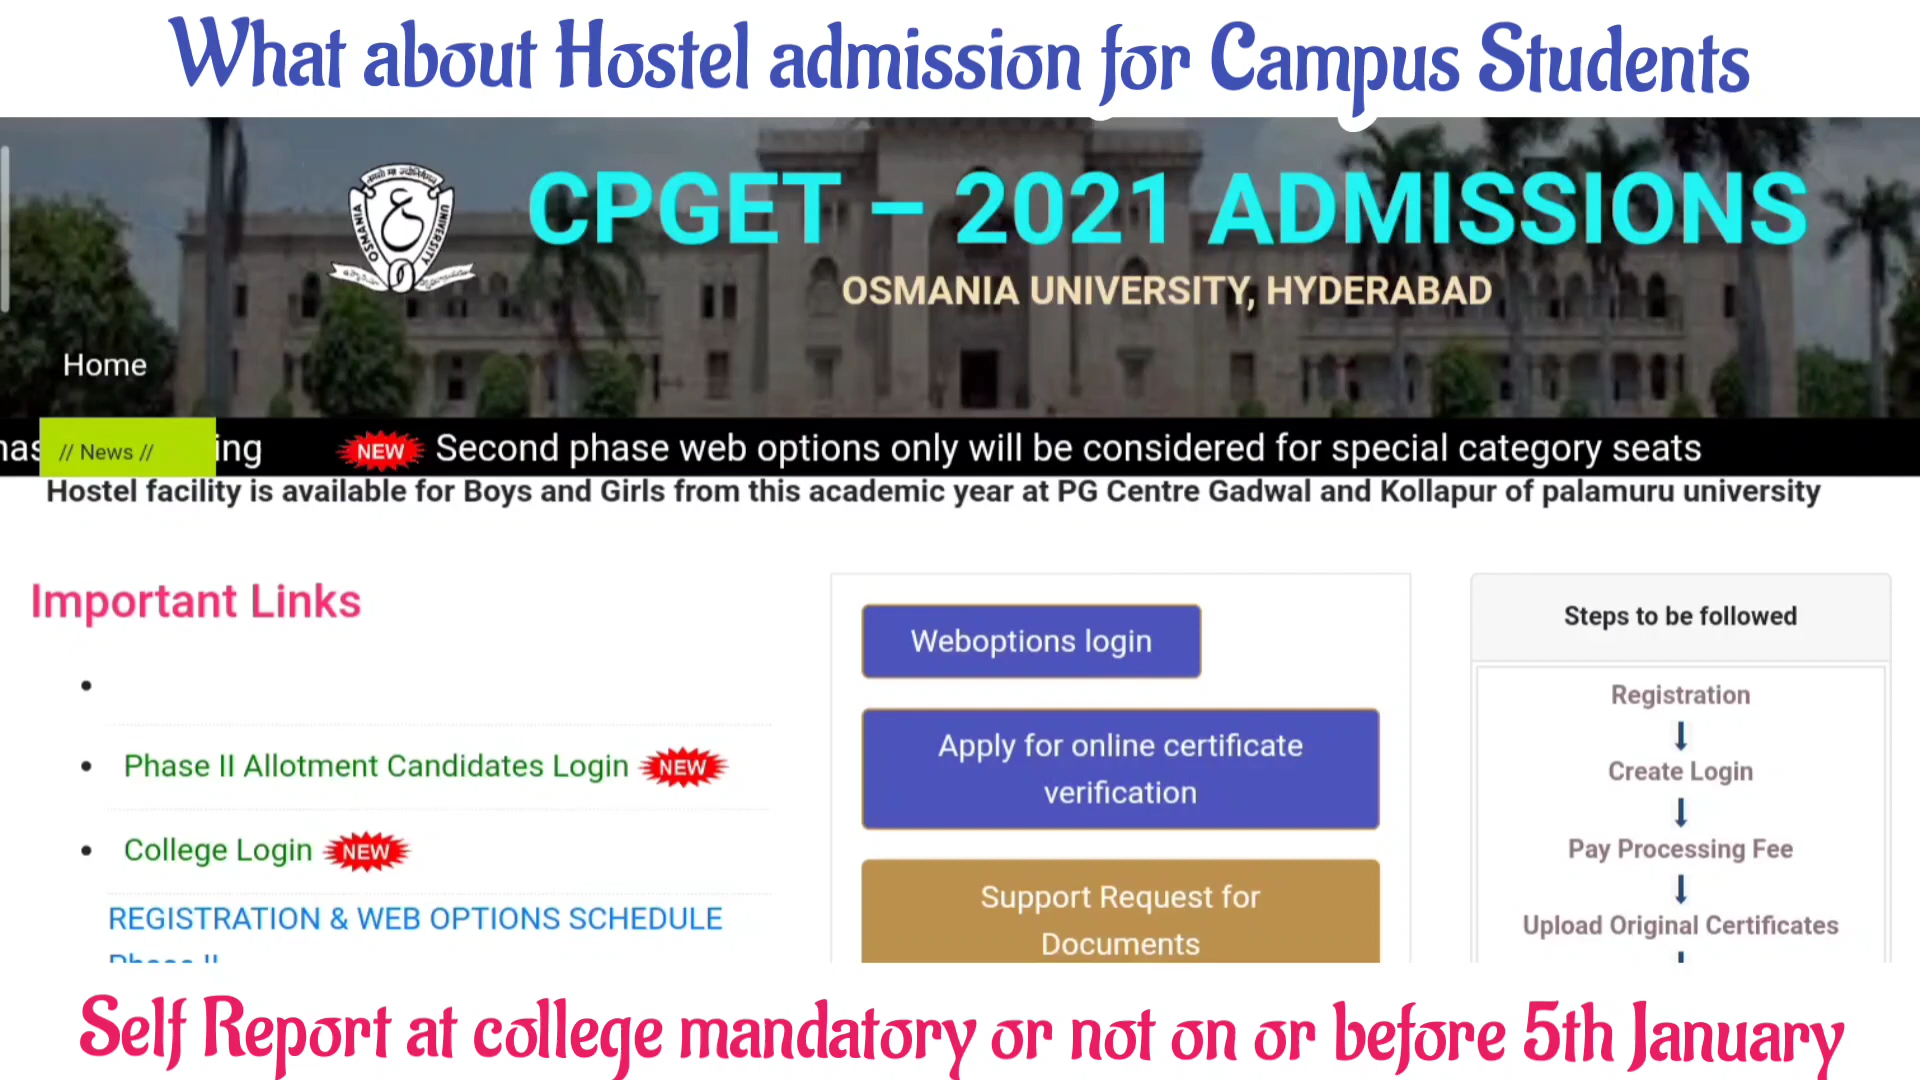 What about Hostel admission for Campus Students
CPGET – 2021 ADMISSIONS
OSMANIA UNIVERSITY
OSMANIA UNIVERSITY, HYDERABAD
Home
// News //
ing
NEW Second phase web options only will be considered for special category seats
Hostel facility is available for Boys and Girls from this academic year at PG Centre Gadwal and Kollapur of palamuru university
Important Links
Phase II Allotment Candidates Login NEW
College Login NEW
REGISTRATION & WEB OPTIONS SCHEDULE
Phase II
Weboptions login
Apply for online certificate
verification
Support Request for
Documents
Steps to be followed
Registration
Create Login
Pay Processing Fee
Upload Original Certificates
Self Report at college mandatory or not on or before 5th January